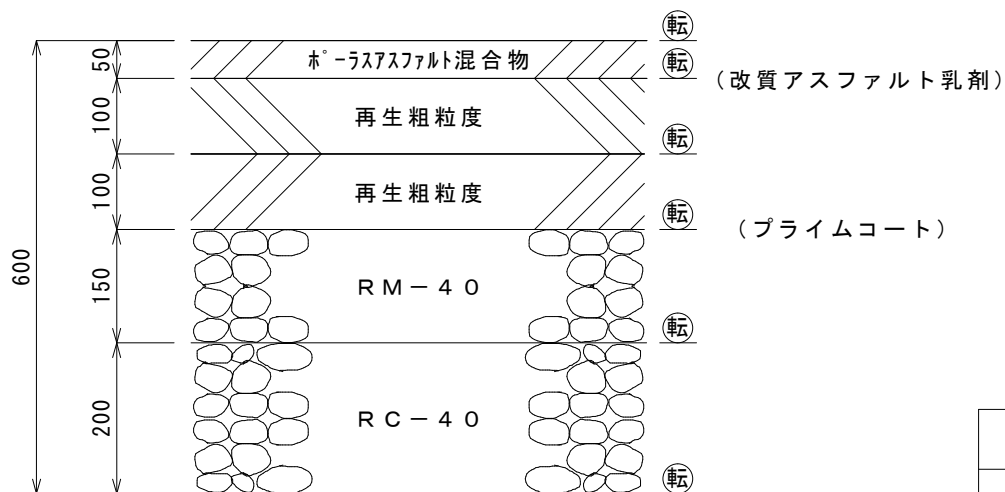 転
50 ポーラスアスファルト混合物 転
(改質アスファルト乳剤)
100 再生粗粒度 転
100 再生粗粒度 転
(プライムコート)
600
150 RM-40 転
200 RC-40 転